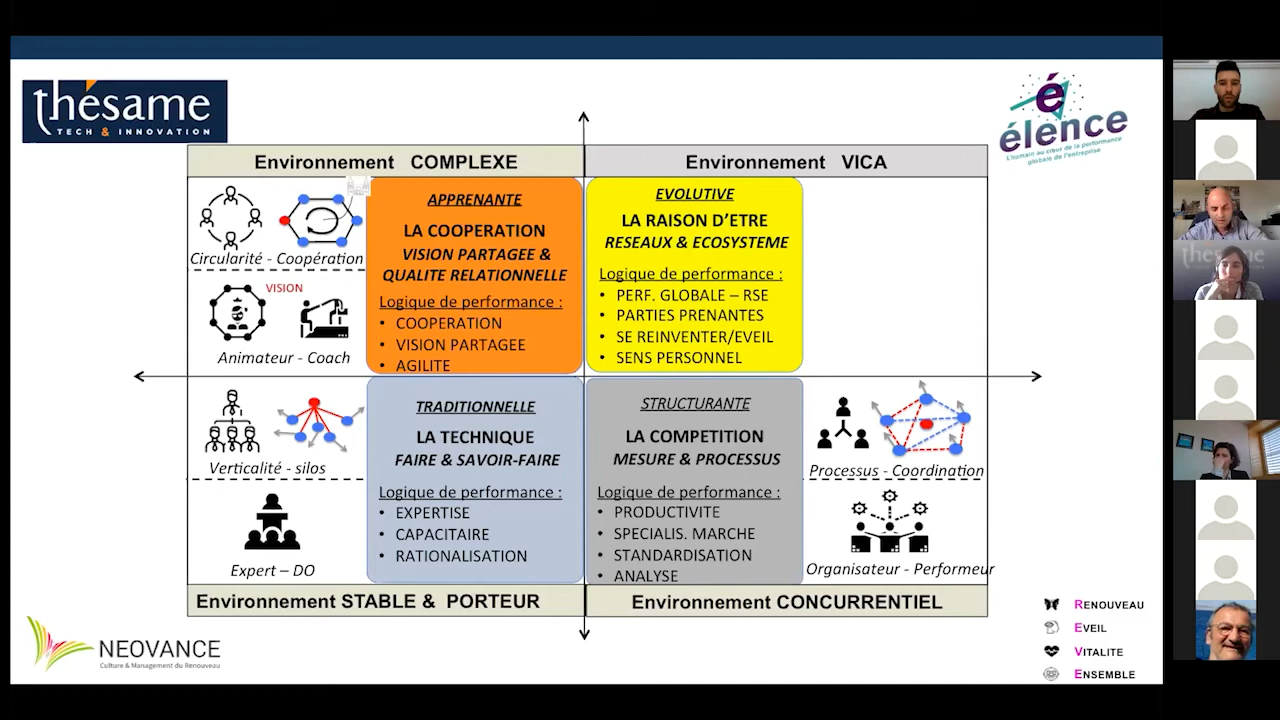 thésame
TECH & INNOVATION
élence
L'humain au cœur de la performance
globale de l'entreprise
Environnement COMPLEXE
Environnement VICA
Circularité - Coopération
VISION
Animateur - Coach
APPRENANTE
LA COOPERATION
VISION PARTAGEE &
QUALITE RELATIONNELLE
Logique de performance :
• COOPERATION
• VISION PARTAGEE
• AGILITE
EVOLUTIVE
LA RAISON D’ETRE
RESEAUX & ECOSYSTEME
Logique de performance :
• PERF. GLOBALE – RSE
• PARTIES PRENANTES
• SE REINVENTER/EVEIL
• SENS PERSONNEL
Verticalité - silos
Expert – DO
TRADITIONNELLE
LA TECHNIQUE
FAIRE & SAVOIR-FAIRE
Logique de performance :
• EXPERTISE
• CAPACITAIRE
• RATIONALISATION
STRUCTURANTE
LA COMPETITION
MESURE & PROCESSUS
Logique de performance :
• PRODUCTIVITE
• SPECIALIS. MARCHE
• STANDARDISATION
• ANALYSE
Processus - Coordination
Organisateur - Performeur
Environnement STABLE & PORTEUR
Environnement CONCURRENTIEL
NEOVANCE
Culture & Management du Renouveau
RENOUVEAU
EVEIL
VITALITE
ENSEMBLE
thésame